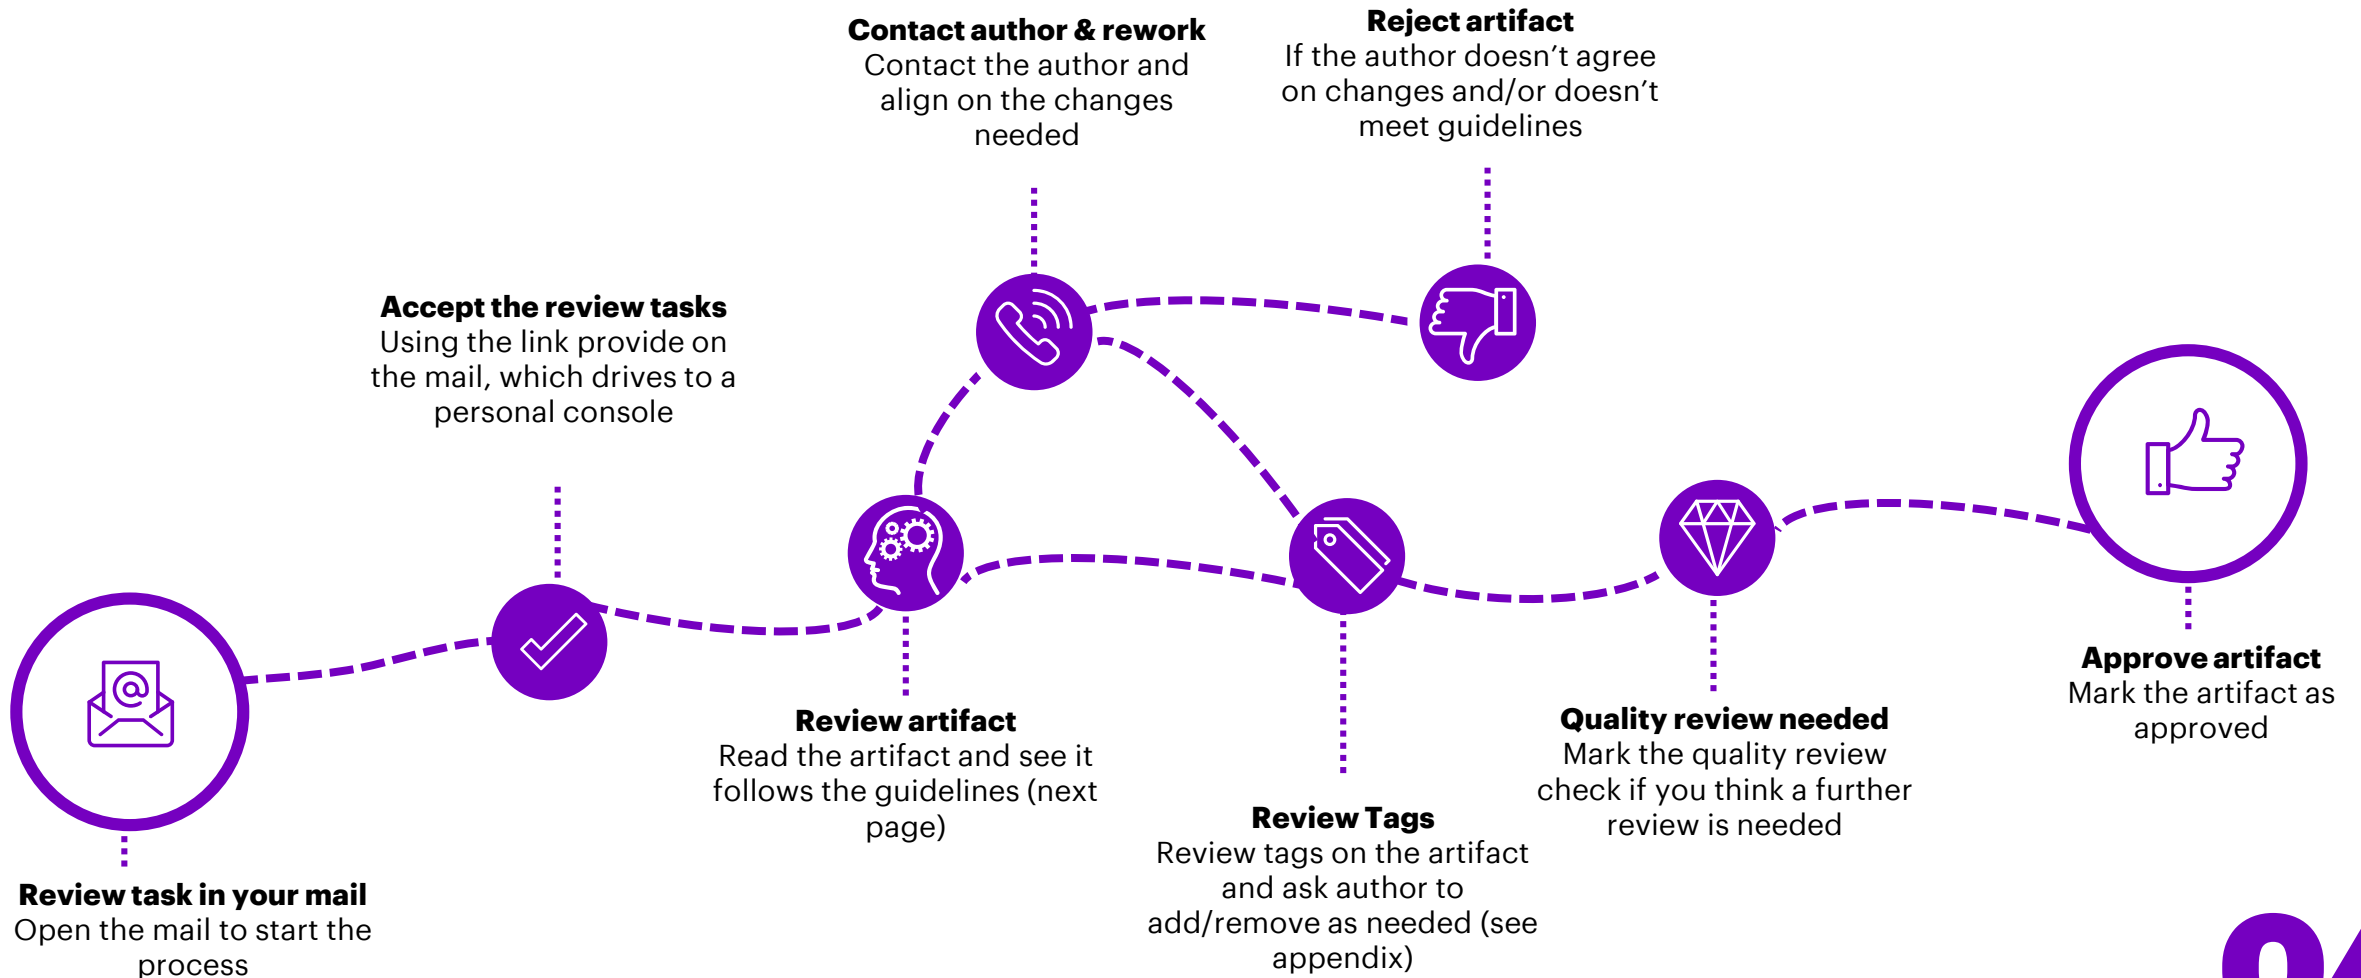 Contact author & rework
Contact the author and
align on the changes
needed
Reject artifact
If the author doesn’t agree
on changes and/or doesn’t
meet guidelines
Accept the review tasks
Using the link provide on
the mail, which drives to a
personal console
Review artifact
Read the artifact and see it
follows the guidelines (next
page)
Review Tags
Review tags on the artifact
and ask author to
add/remove as needed (see
appendix)
Quality review needed
Mark the quality review
check if you think a further
review is needed
Approve artifact
Mark the artifact as
approved
Review task in your mail
Open the mail to start the
process